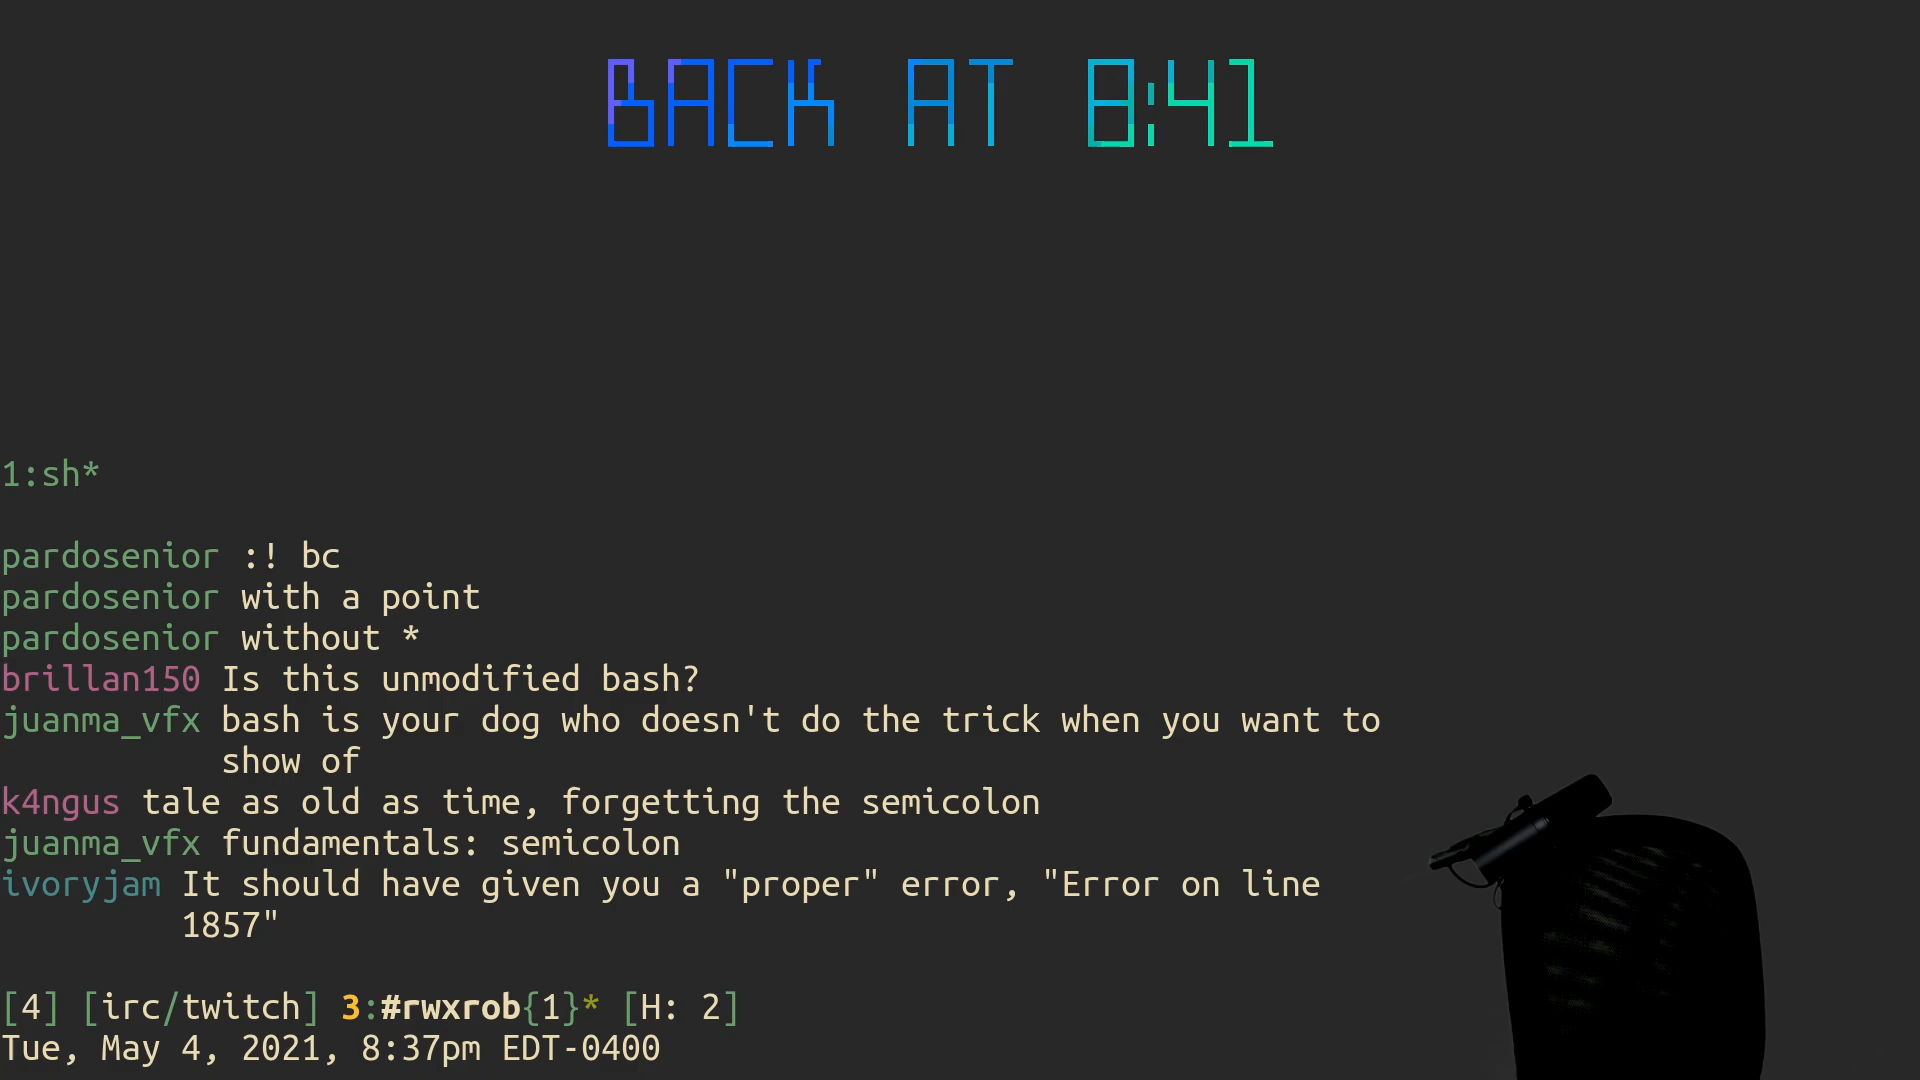 BACK AT 8:41
1:sh*
pardosenior :! bc
pardosenior with a point
pardosenior without *
brillan150 Is this unmodified bash?
juanma_vfx bash is your dog who doesn't do the trick when you want to
show of
k4ngus tale as old as time, forgetting the semicolon
juanma_vfx fundamentals: semicolon
ivoryjam It should have given you a "proper" error, "Error on line
1857"
[4] [irc/twitch] 3:#rwxrob{1}* [H: 2]
Tue, May 4, 2021, 8:37pm EDT-0400